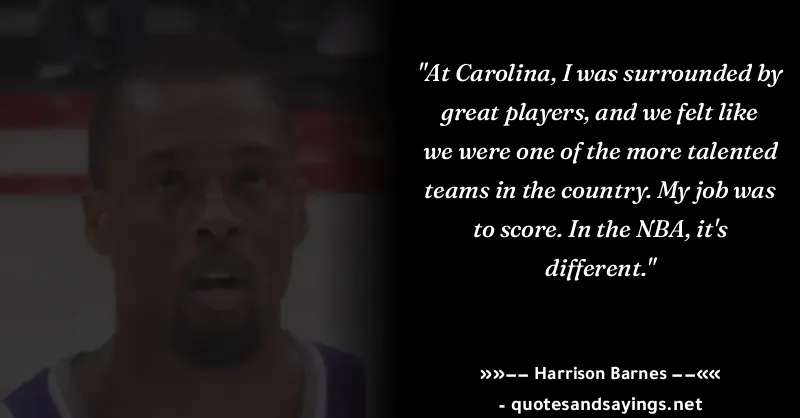 "At Carolina, I was surrounded by
great players, and we felt like
we were one of the more talented
teams in the country. My job was
to score. In the NBA, it's
different."
»»–– Harrison Barnes ––««
- quotesandsayings.net